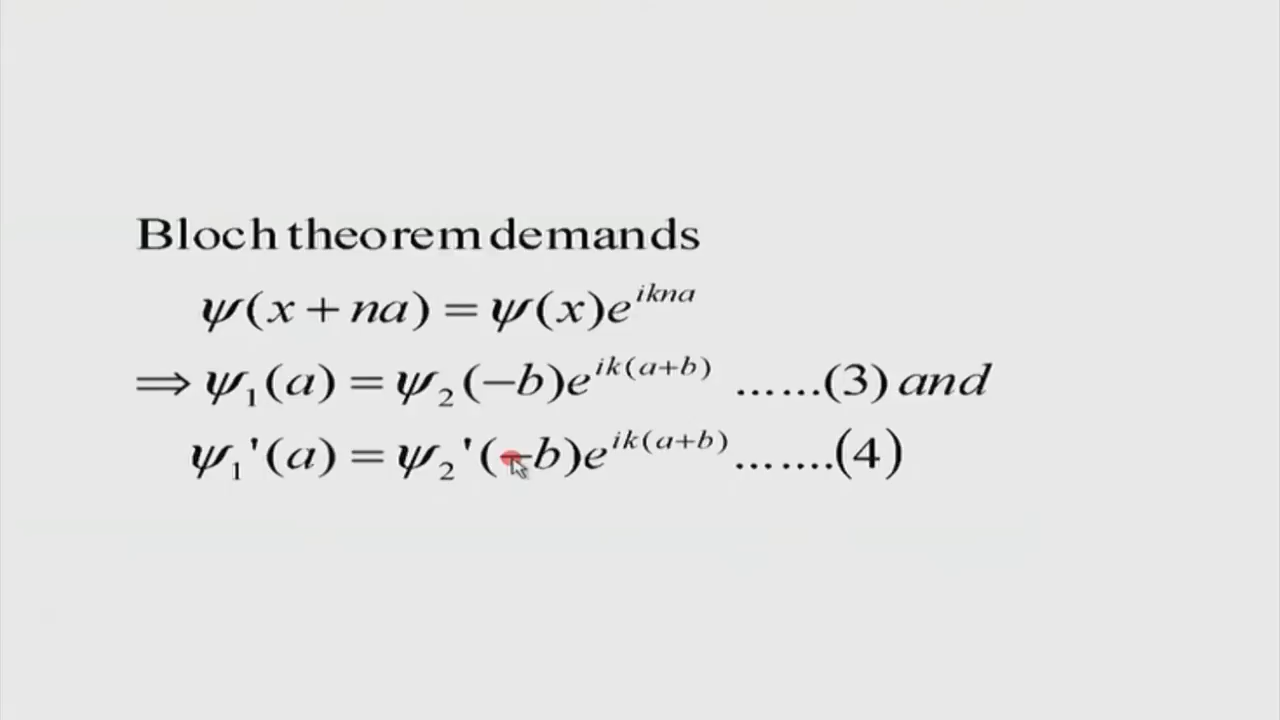 Bloch theorem demands
ψ(x + na) = ψ(x)e^{ikna}
⇒ ψ₁(a) = ψ₂(−b)e^{ik(a+b)} ......(3) and
ψ₁'(a) = ψ₂'(−b)e^{ik(a+b)} .......(4)